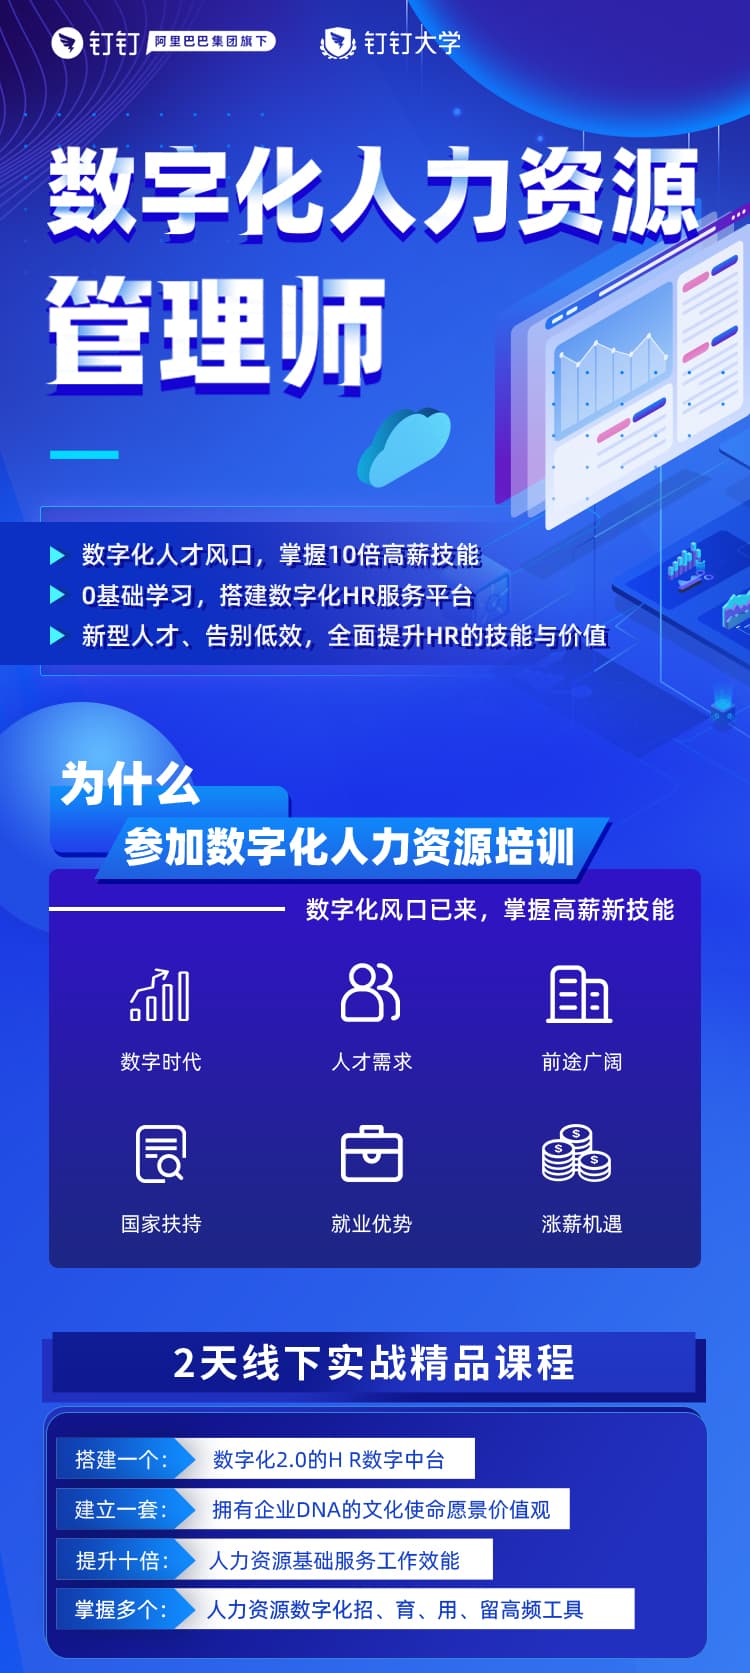 钉钉 阿里巴巴集团旗下 钉钉大学
数字化人力资源
管理师
数字化人才风口，掌握10倍高薪技能
0基础学习，搭建数字化HR服务平台
新型人才、告别低效，全面提升HR的技能与价值
为什么
参加数字化人力资源培训
数字化风口已来，掌握高薪新技能
数字时代 人才需求 前途广阔
国家扶持 就业优势 涨薪机遇
2天线下实战精品课程
搭建一个： 数字化2.0的H R数字中台
建立一套： 拥有企业DNA的文化使命愿景价值观
提升十倍： 人力资源基础服务工作效能
掌握多个： 人力资源数字化招、育、用、留高频工具